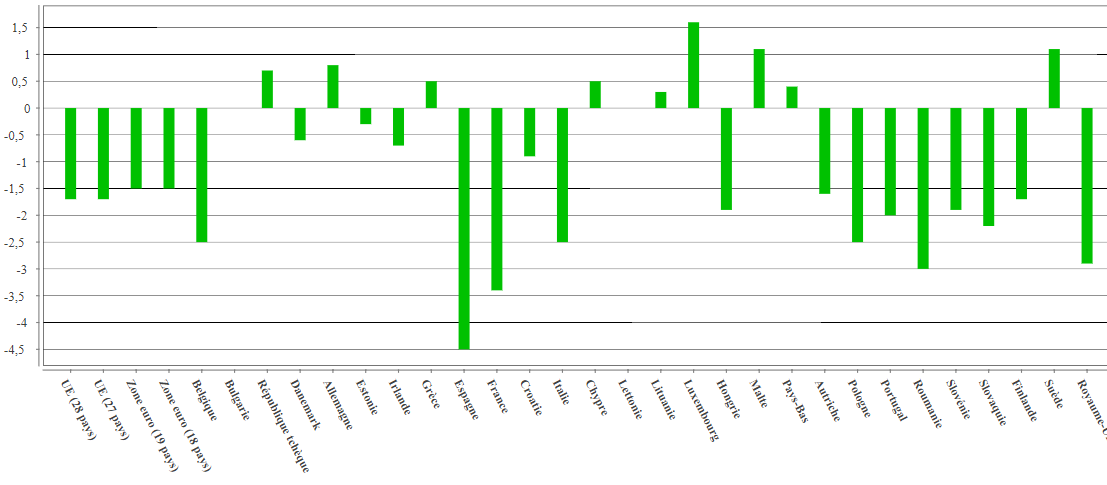 1,5
1
0,5
0
-0,5
-1
-1,5
-2
-2,5
-3
-3,5
-4
-4,5
UE (28 pays)
UE (27 pays)
Zone euro (19 pays)
Zone euro (18 pays)
Belgique
Bulgarie
République tchèque
Danemark
Allemagne
Estonie
Irlande
Grèce
Espagne
France
Croatie
Italie
Chypre
Lettonie
Lituanie
Luxembourg
Hongrie
Malte
Pays-Bas
Autriche
Pologne
Portugal
Roumanie
Slovénie
Slovaquie
Finlande
Suède
Royaume-U